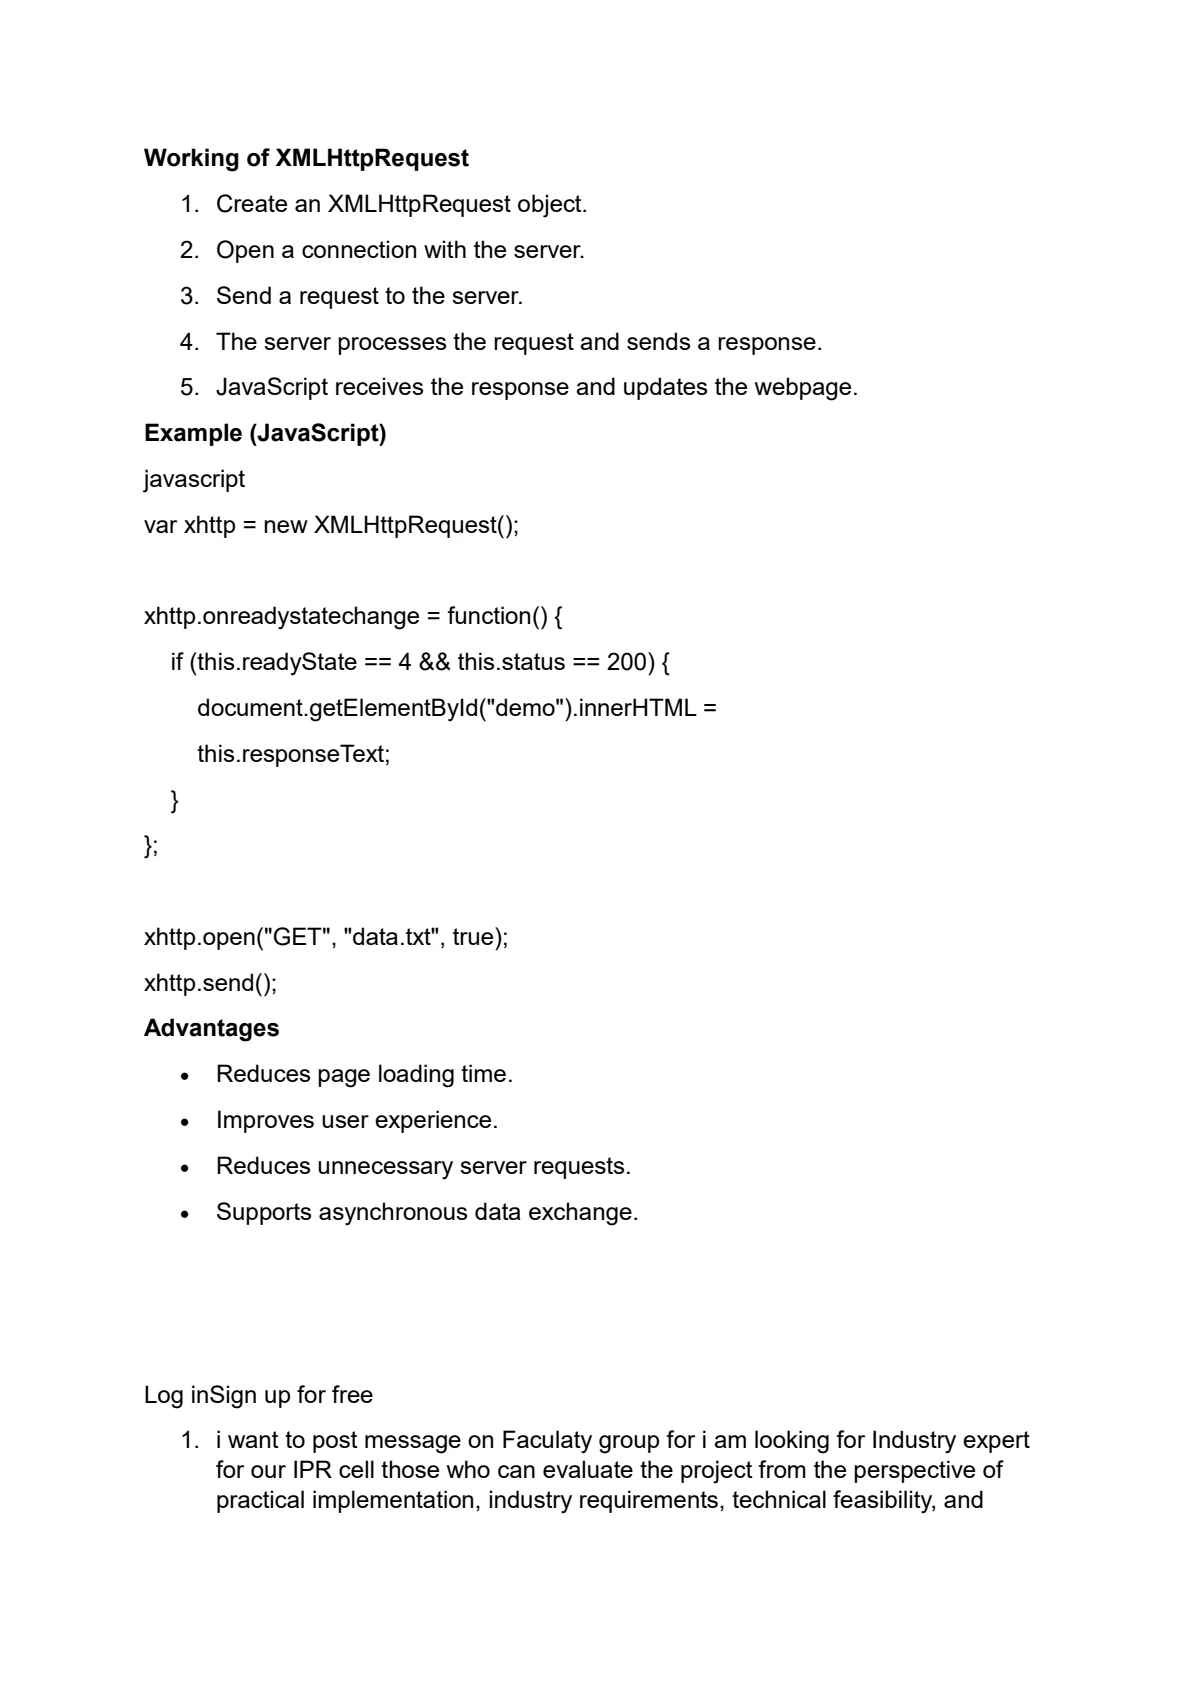 Working of XMLHttpRequest
1. Create an XMLHttpRequest object.
2. Open a connection with the server.
3. Send a request to the server.
4. The server processes the request and sends a response.
5. JavaScript receives the response and updates the webpage.
Example (JavaScript)
javascript
var xhttp = new XMLHttpRequest();
xhttp.onreadystatechange = function() {
if (this.readyState == 4 && this.status == 200) {
document.getElementById("demo").innerHTML =
this.responseText;
}
};
xhttp.open("GET", "data.txt", true);
xhttp.send();
Advantages
• Reduces page loading time.
• Improves user experience.
• Reduces unnecessary server requests.
• Supports asynchronous data exchange.
Log inSign up for free
1. i want to post message on Faculaty group for i am looking for Industry expert
for our IPR cell those who can evaluate the project from the perspective of
practical implementation, industry requirements, technical feasibility, and